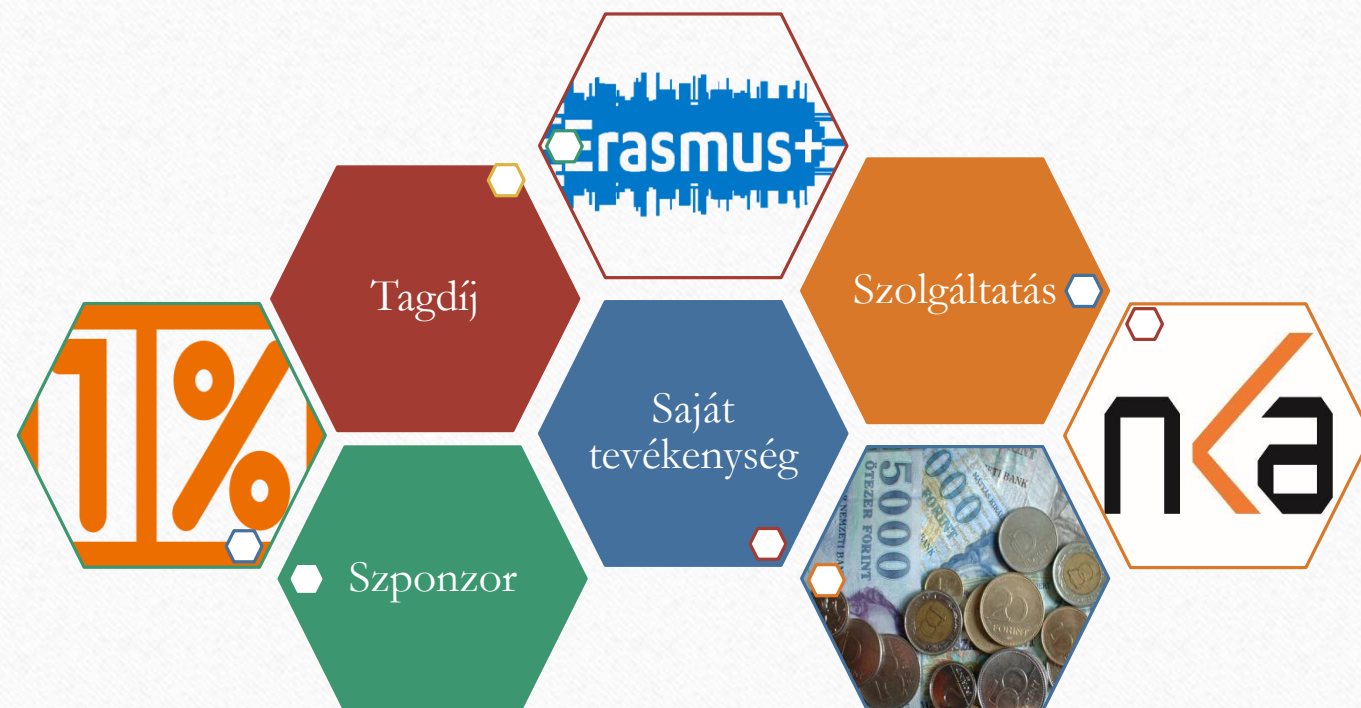 Erasmus+
Tagdíj
Szolgáltatás
1%
Saját
tevékenység
nka
Szponzor
5000
ÖTEZER FORINT